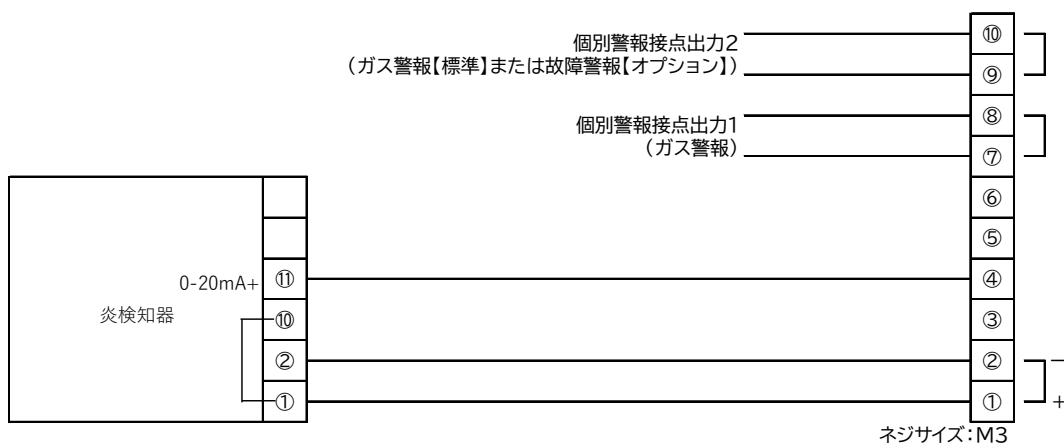 個別警報接点出力2
(ガス警報【標準】または故障警報【オプション】)
個別警報接点出力1
(ガス警報)
炎検知器
0-20mA+
⑪
⑩
②
①
⑩
⑨
⑧
⑦
⑥
⑤
④
③
②
①
−
+
ネジサイズ:M3